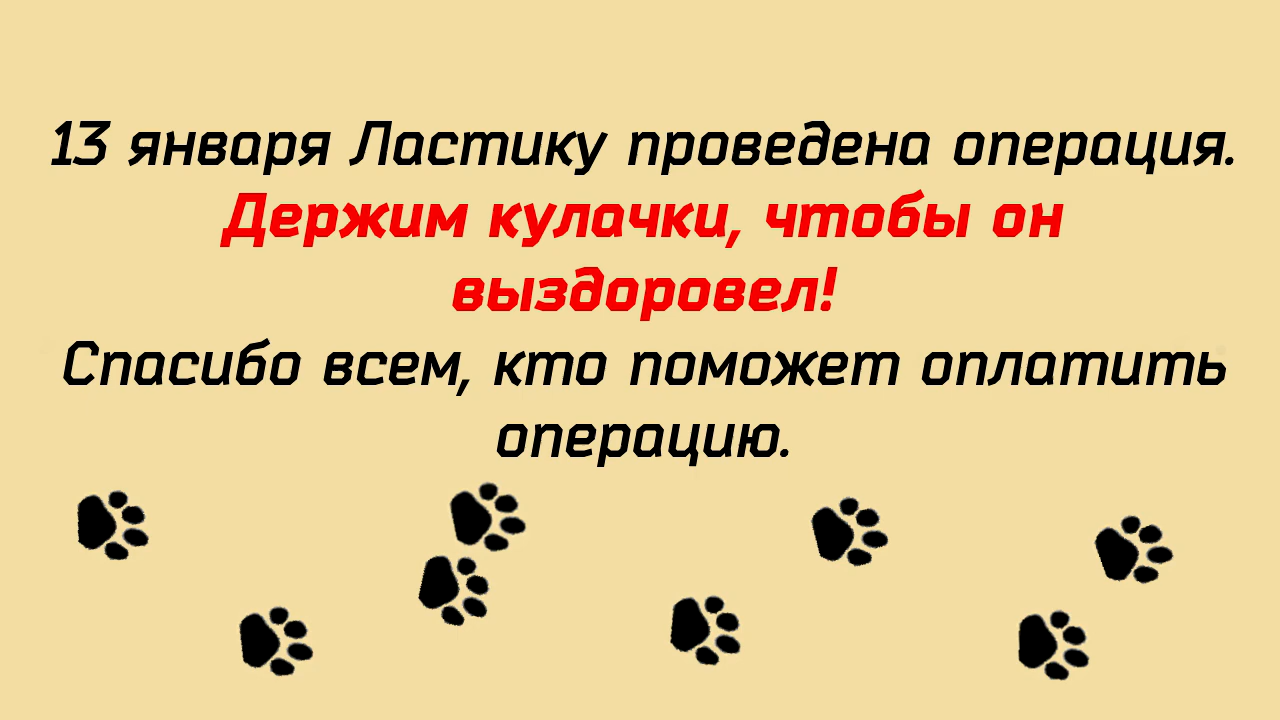 13 января Ластику проведена операция.
Держим кулачки, чтобы он
выздоровел!
Спасибо всем, кто поможет оплатить
операцию.